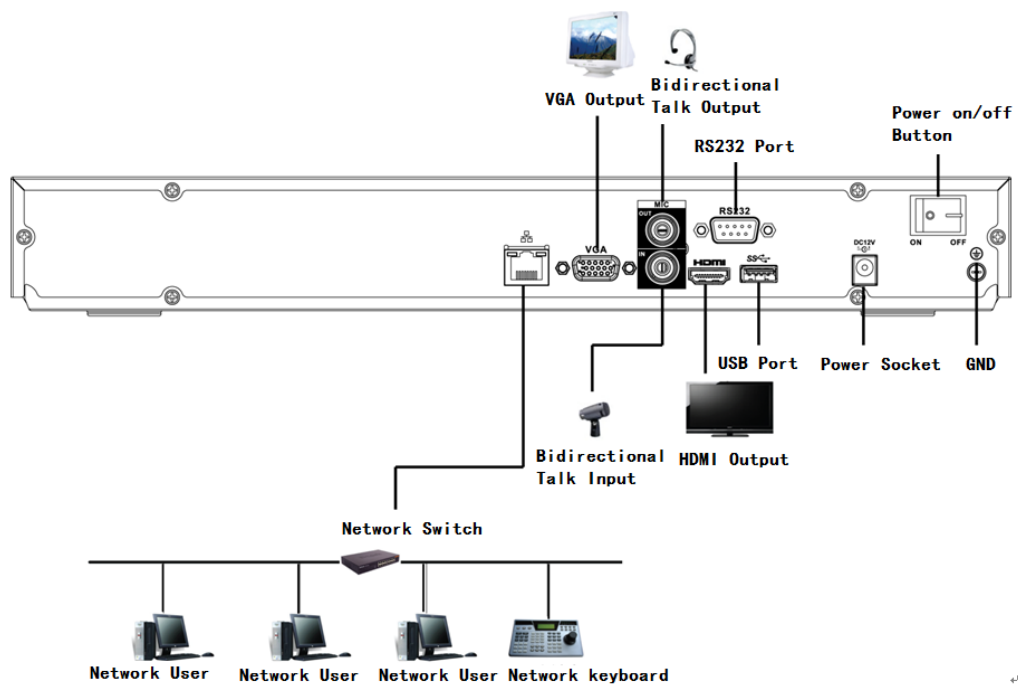 VGA Output
Bidirectional
Talk Output
RS232 Port
Power on/off
Button
MIC
OUT
RS232
VGA
IN
HDMI
SS
DC12V
ON
OFF
USB Port
Power Socket
GND
Bidirectional
Talk Input
HDMI Output
Network Switch
Network User
Network User
Network User
Network keyboard